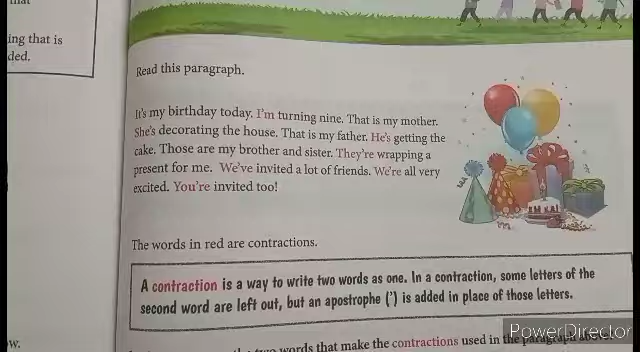 ing that is
ded.
Read this paragraph.
It's my birthday today. I'm turning nine. That is my mother.
She's decorating the house. That is my father. He's getting the
cake. Those are my brother and sister. They're wrapping a
present for me. We've invited a lot of friends. We're all very
excited. You're invited too!
The words in red are contractions.
A contraction is a way to write two words as one. In a contraction, some letters of the
second word are left out, but an apostrophe (') is added in place of those letters.
PowerDirector
ow.
two words that make the contractions used in the paragraph